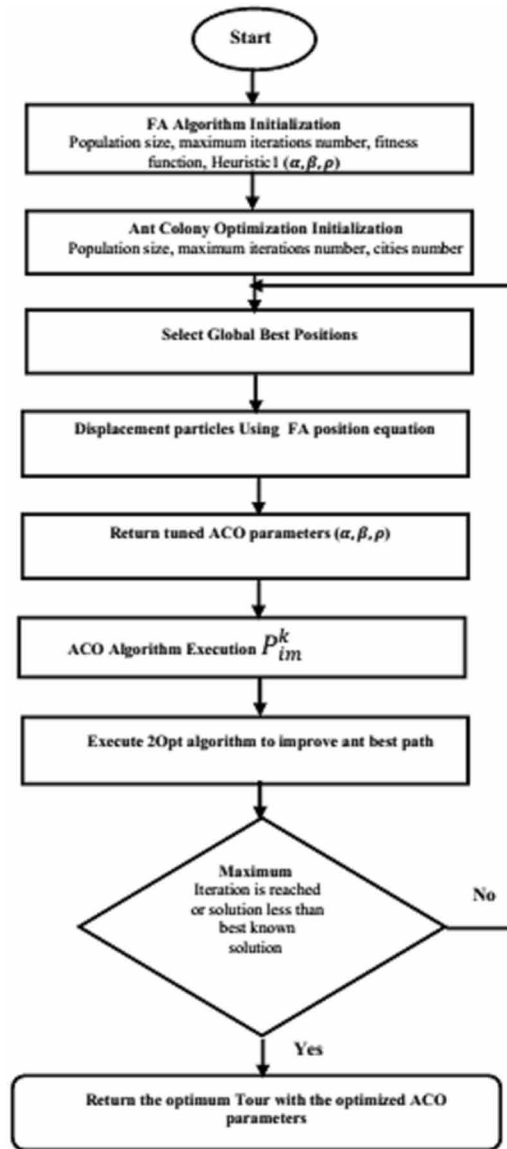 Start
FA Algorithm Initialization
Population size, maximum iterations number, fitness
function, Heuristic1 (α, β, ρ)
Ant Colony Optimization Initialization
Population size, maximum iterations number, cities number
Select Global Best Positions
Displacement particles Using FA position equation
Return tuned ACO parameters (α, β, ρ)
ACO Algorithm Execution P_{im}^{k}
Execute 2Opt algorithm to improve ant best path
Maximum
Iteration is reached
or solution less than
best known
solution
No
Yes
Return the optimum Tour with the optimized ACO
parameters